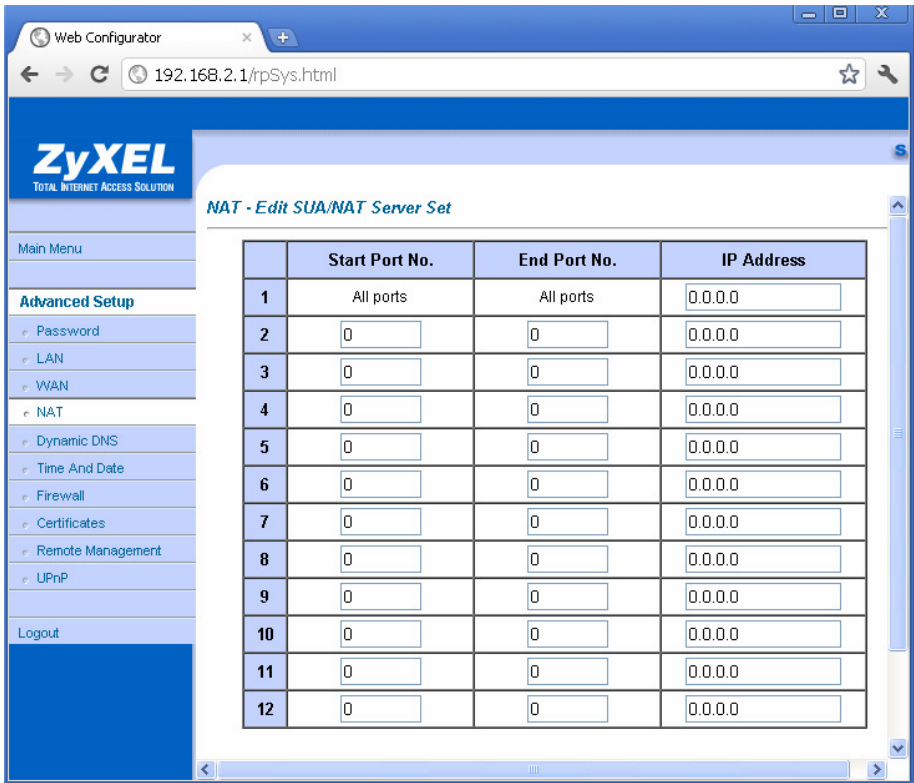 Web Configurator
192.168.2.1/rpSys.html
ZyXEL
TOTAL INTERNET ACCESS SOLUTION
S
NAT - Edit SUA/NAT Server Set
Main Menu
Advanced Setup
Password
LAN
WAN
NAT
Dynamic DNS
Time And Date
Firewall
Certificates
Remote Management
UPnP
Logout
Start Port No. End Port No. IP Address
1 All ports All ports 0.0.0.0
2 0 0 0.0.0.0
3 0 0 0.0.0.0
4 0 0 0.0.0.0
5 0 0 0.0.0.0
6 0 0 0.0.0.0
7 0 0 0.0.0.0
8 0 0 0.0.0.0
9 0 0 0.0.0.0
10 0 0 0.0.0.0
11 0 0 0.0.0.0
12 0 0 0.0.0.0